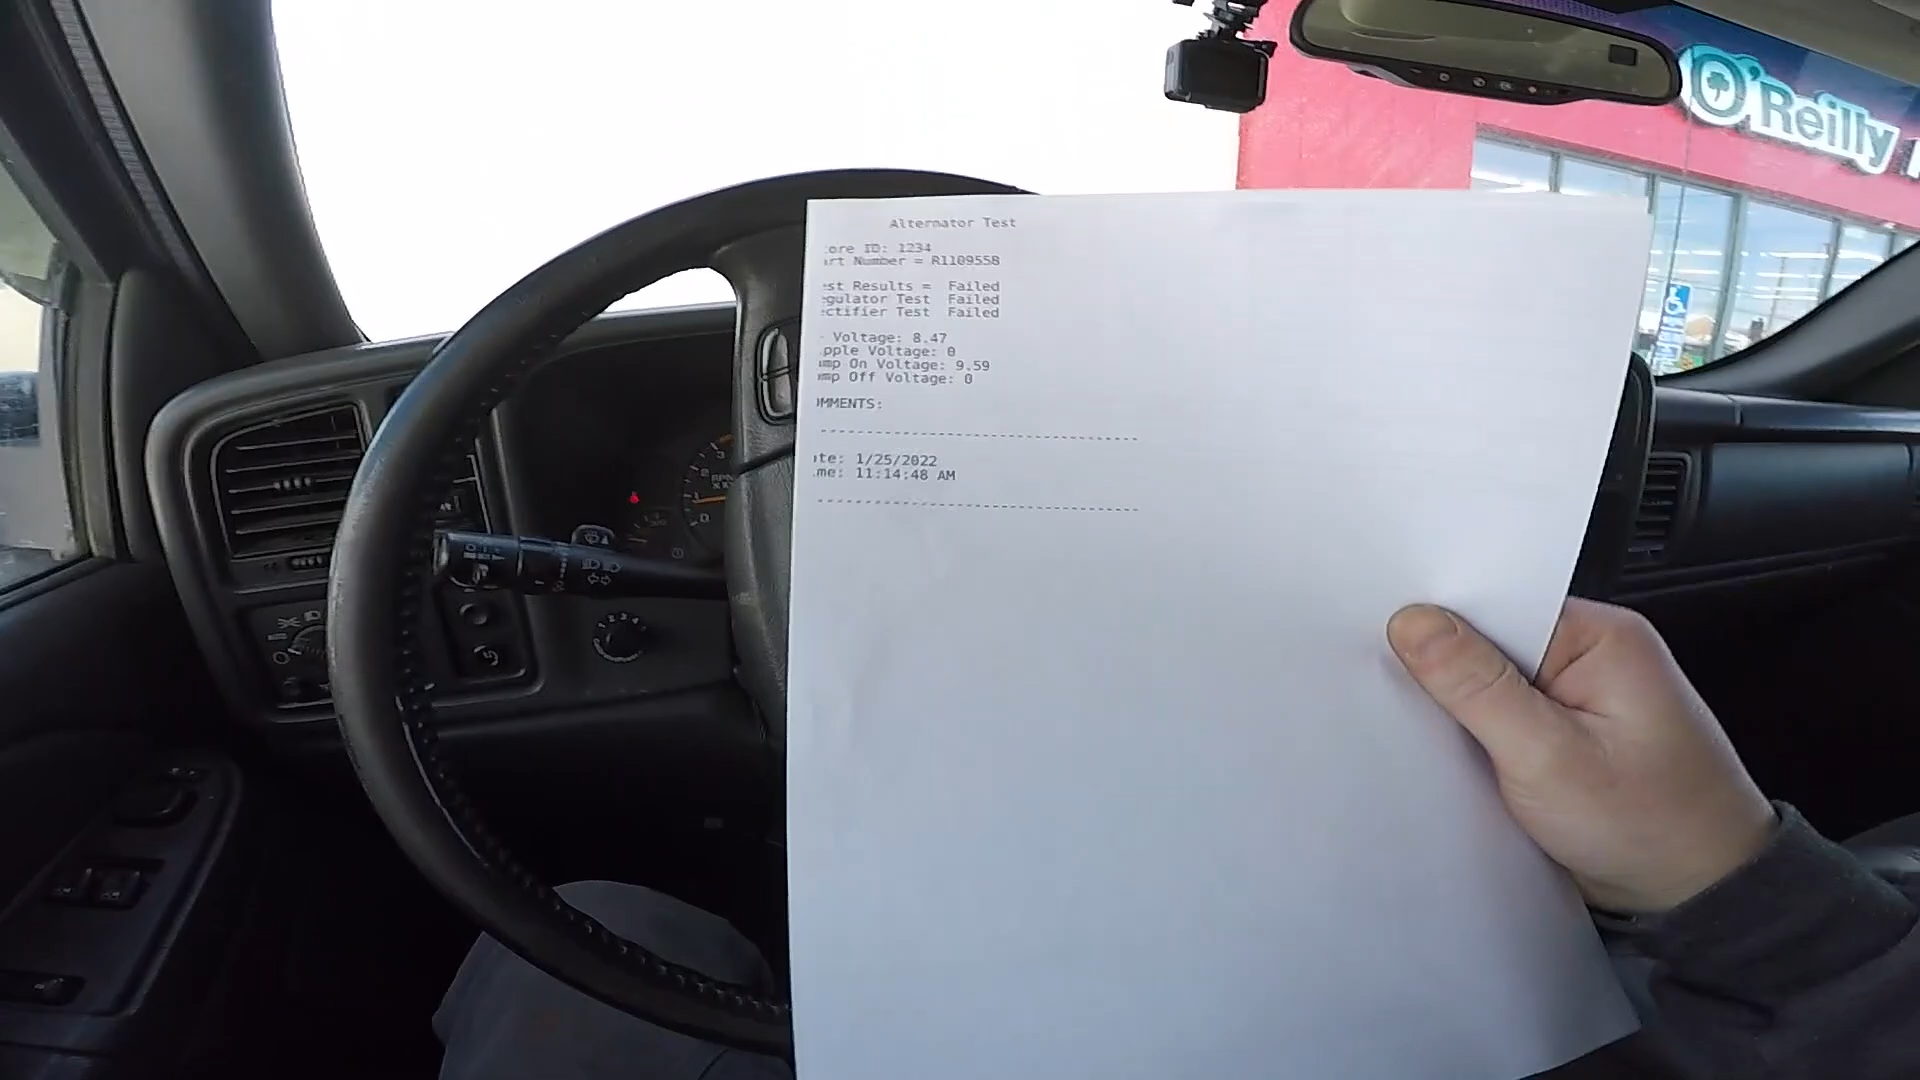 O'Reilly
Alternator Test
ore ID: 1234
rt Number = R1109558
st Results = Failed
gulator Test Failed
ctifier Test Failed
Voltage: 8.47
pple Voltage: 0
mp On Voltage: 9.59
mp Off Voltage: 0
MMENTS:
te: 1/25/2022
me: 11:14:48 AM